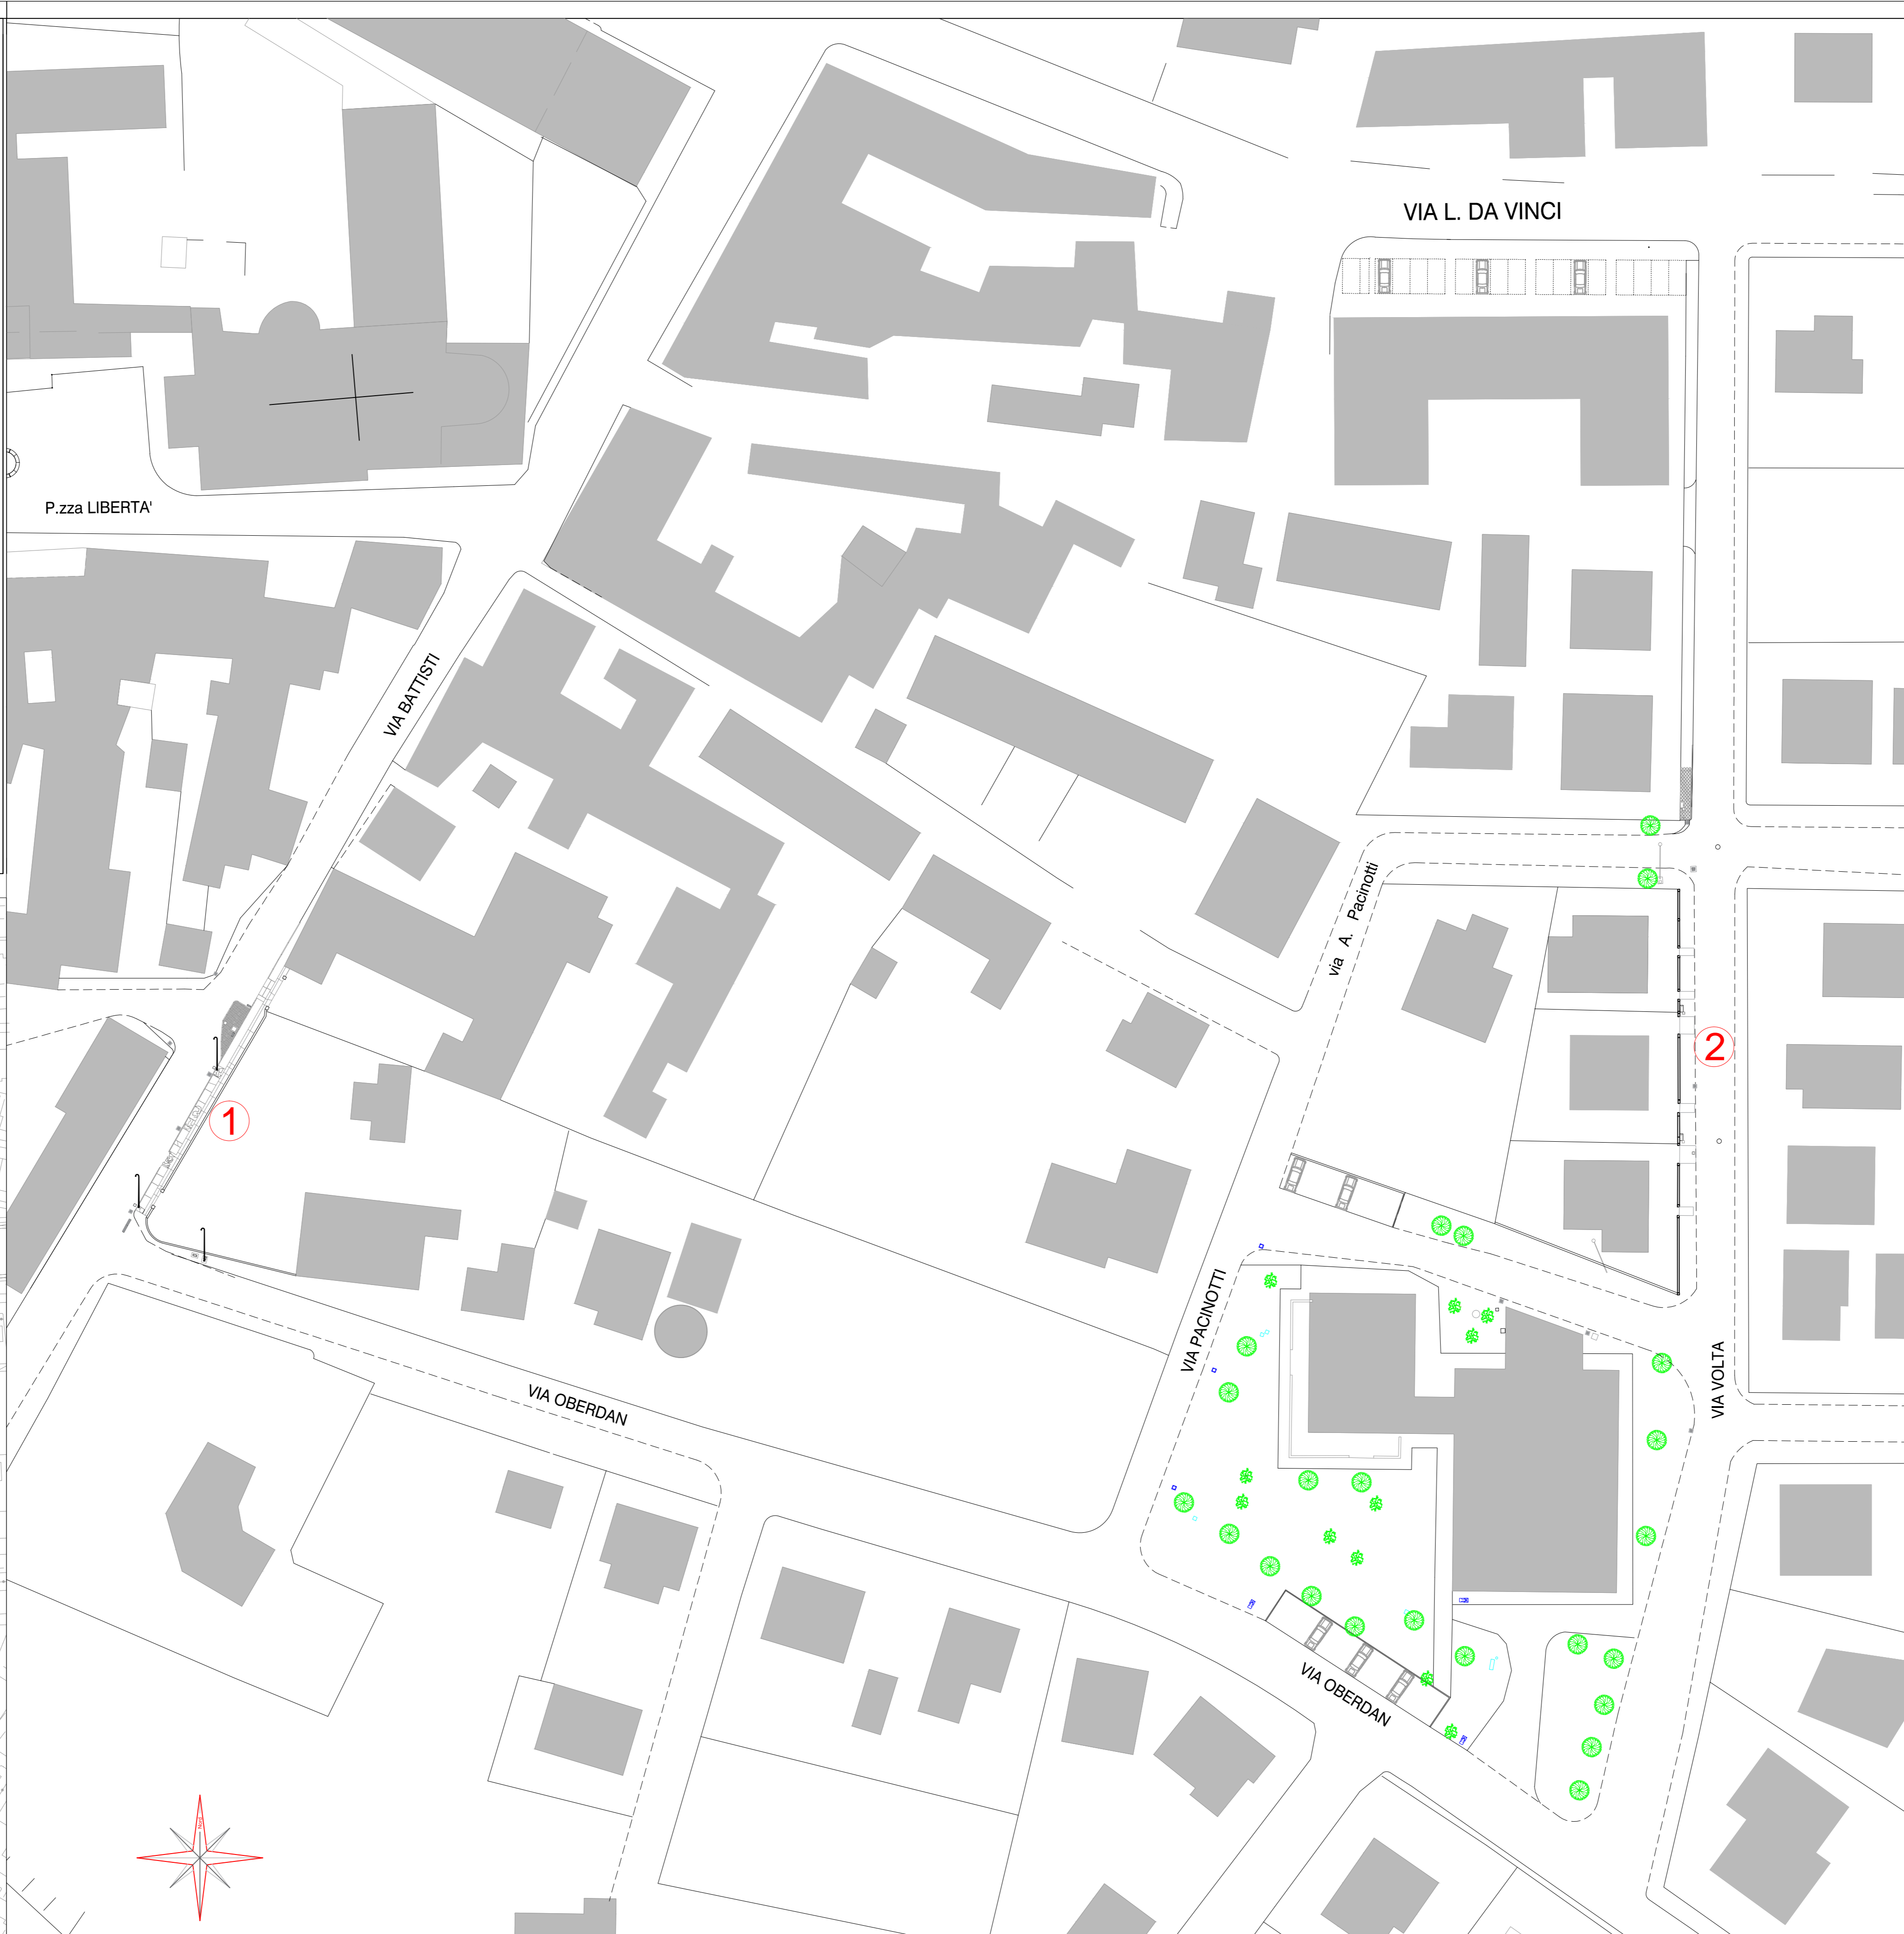 VIA L. DA VINCI
P.zza LIBERTA'
VIA BATTISTI
via A. Pacinotti
2
1
VIA PACINOTTI
VIA VOLTA
VIA OBERDAN
VIA OBERDAN
Nord